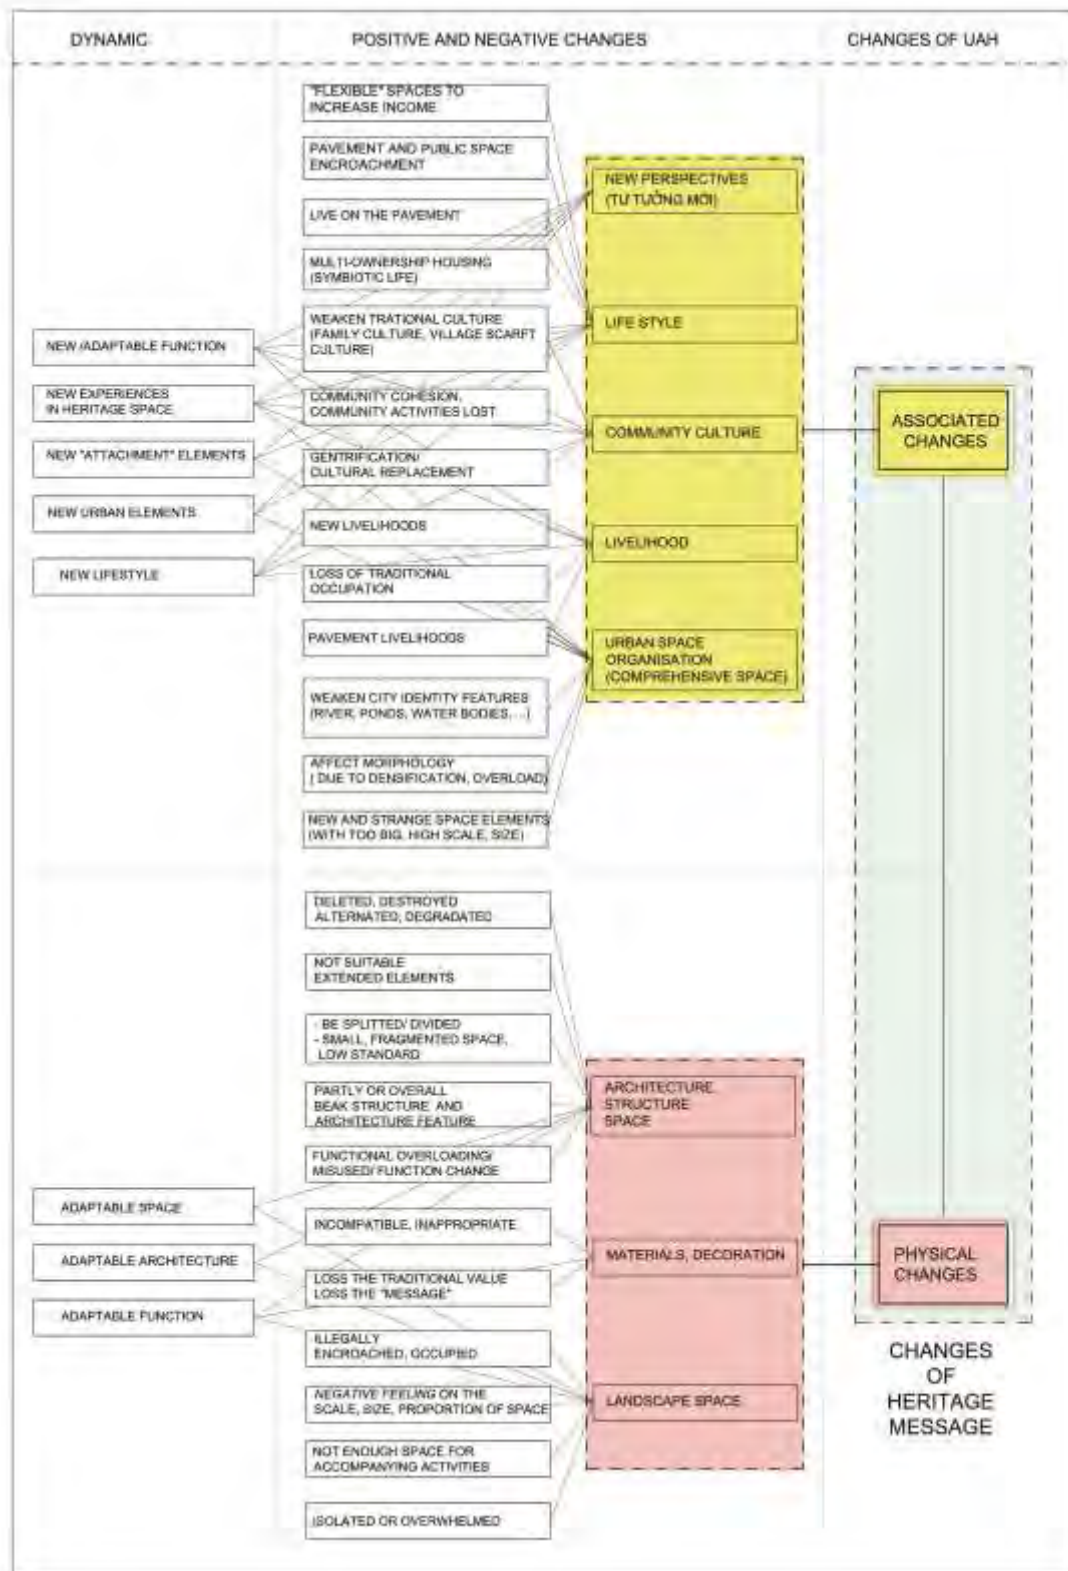 DYNAMIC
POSITIVE AND NEGATIVE CHANGES
CHANGES OF UAH
"FLEXIBLE" SPACES TO
INCREASE INCOME
PAVEMENT AND PUBLIC SPACE
ENCROACHMENT
LIVE ON THE PAVEMENT
MULTI-OWNERSHIP HOUSING
(SYMBIOTIC LIFE)
WEAKEN TRATIONAL CULTURE
(FAMILY CULTURE, VILLAGE SCARFT
CULTURE)
COMMUNITY COHESION,
COMMUNITY ACTIVITIES LOST
GENTRIFICATION/
CULTURAL REPLACEMENT
NEW LIVELIHOODS
LOSS OF TRADITIONAL
OCCUPATION
PAVEMENT LIVELIHOODS
WEAKEN CITY IDENTITY FEATURES
(RIVER, PONDS, WATER BODIES, ...)
AFFECT MORPHOLOGY
( DUE TO DENSIFICATION, OVERLOAD)
NEW AND STRANGE SPACE ELEMENTS
(WITH TOO BIG, HIGH SCALE, SIZE)
NEW /ADAPTABLE FUNCTION
NEW EXPERIENCES
IN HERITAGE SPACE
NEW "ATTACHMENT" ELEMENTS
NEW URBAN ELEMENTS
NEW LIFESTYLE
NEW PERSPECTIVES
(TƯ TƯỞNG MỚI)
LIFE STYLE
COMMUNITY CULTURE
LIVELIHOOD
URBAN SPACE
ORGANISATION
(COMPREHENSIVE SPACE)
ASSOCIATED
CHANGES
DELETED, DESTROYED
ALTERNATED, DEGRADATED
NOT SUITABLE
EXTENDED ELEMENTS
- BE SPLITTED/ DIVIDED
- SMALL, FRAGMENTED SPACE,
LOW STANDARD
PARTLY OR OVERALL
BEAK STRUCTURE AND
ARCHITECTURE FEATURE
FUNCTIONAL OVERLOADING/
MISUSED/ FUNCTION CHANGE
INCOMPATIBLE, INAPPROPRIATE
LOSS THE TRADITIONAL VALUE
LOSS THE "MESSAGE"
ILLEGALLY
ENCROACHED, OCCUPIED
NEGATIVE FEELING ON THE
SCALE, SIZE, PROPORTION OF SPACE
NOT ENOUGH SPACE FOR
ACCOMPANYING ACTIVITIES
ISOLATED OR OVERWHELMED
ADAPTABLE SPACE
ADAPTABLE ARCHITECTURE
ADAPTABLE FUNCTION
ARCHITECTURE
STRUCTURE
SPACE
MATERIALS, DECORATION
LANDSCAPE SPACE
PHYSICAL
CHANGES
CHANGES
OF
HERITAGE
MESSAGE